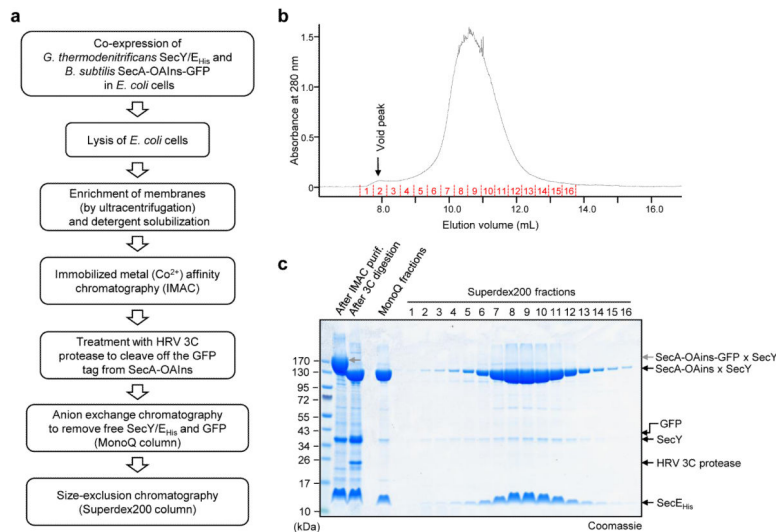 a
Co-expression of
G. thermodenitrificans SecY/EHis and
B. subtilis SecA-OAIns-GFP
in E. coli cells
Lysis of E. coli cells
Enrichment of membranes
(by ultracentrifugation)
and detergent solubilization
Immobilized metal (Co²⁺) affinity
chromatography (IMAC)
Treatment with HRV 3C
protease to cleave off the GFP
tag from SecA-OAIns
Anion exchange chromatography
to remove free SecY/EHis and GFP
(MonoQ column)
Size-exclusion chromatography
(Superdex200 column)
b
Absorbance at 280 nm
1.5
1.0
0.5
0
Void peak
1 2 3 4 5 6 7 8 9 10 11 12 13 14 15 16
8.0 10.0 12.0 14.0 16.0
Elution volume (mL)
c
After IMAC purif.
After 3C digestion
MonoQ fractions
Superdex200 fractions
1 2 3 4 5 6 7 8 9 10 11 12 13 14 15 16
170
130
95
72
55
43
34
26
17
10
(kDa)
SecA-OAins-GFP x SecY
SecA-OAins x SecY
GFP
SecY
HRV 3C protease
SecEHis
Coomassie